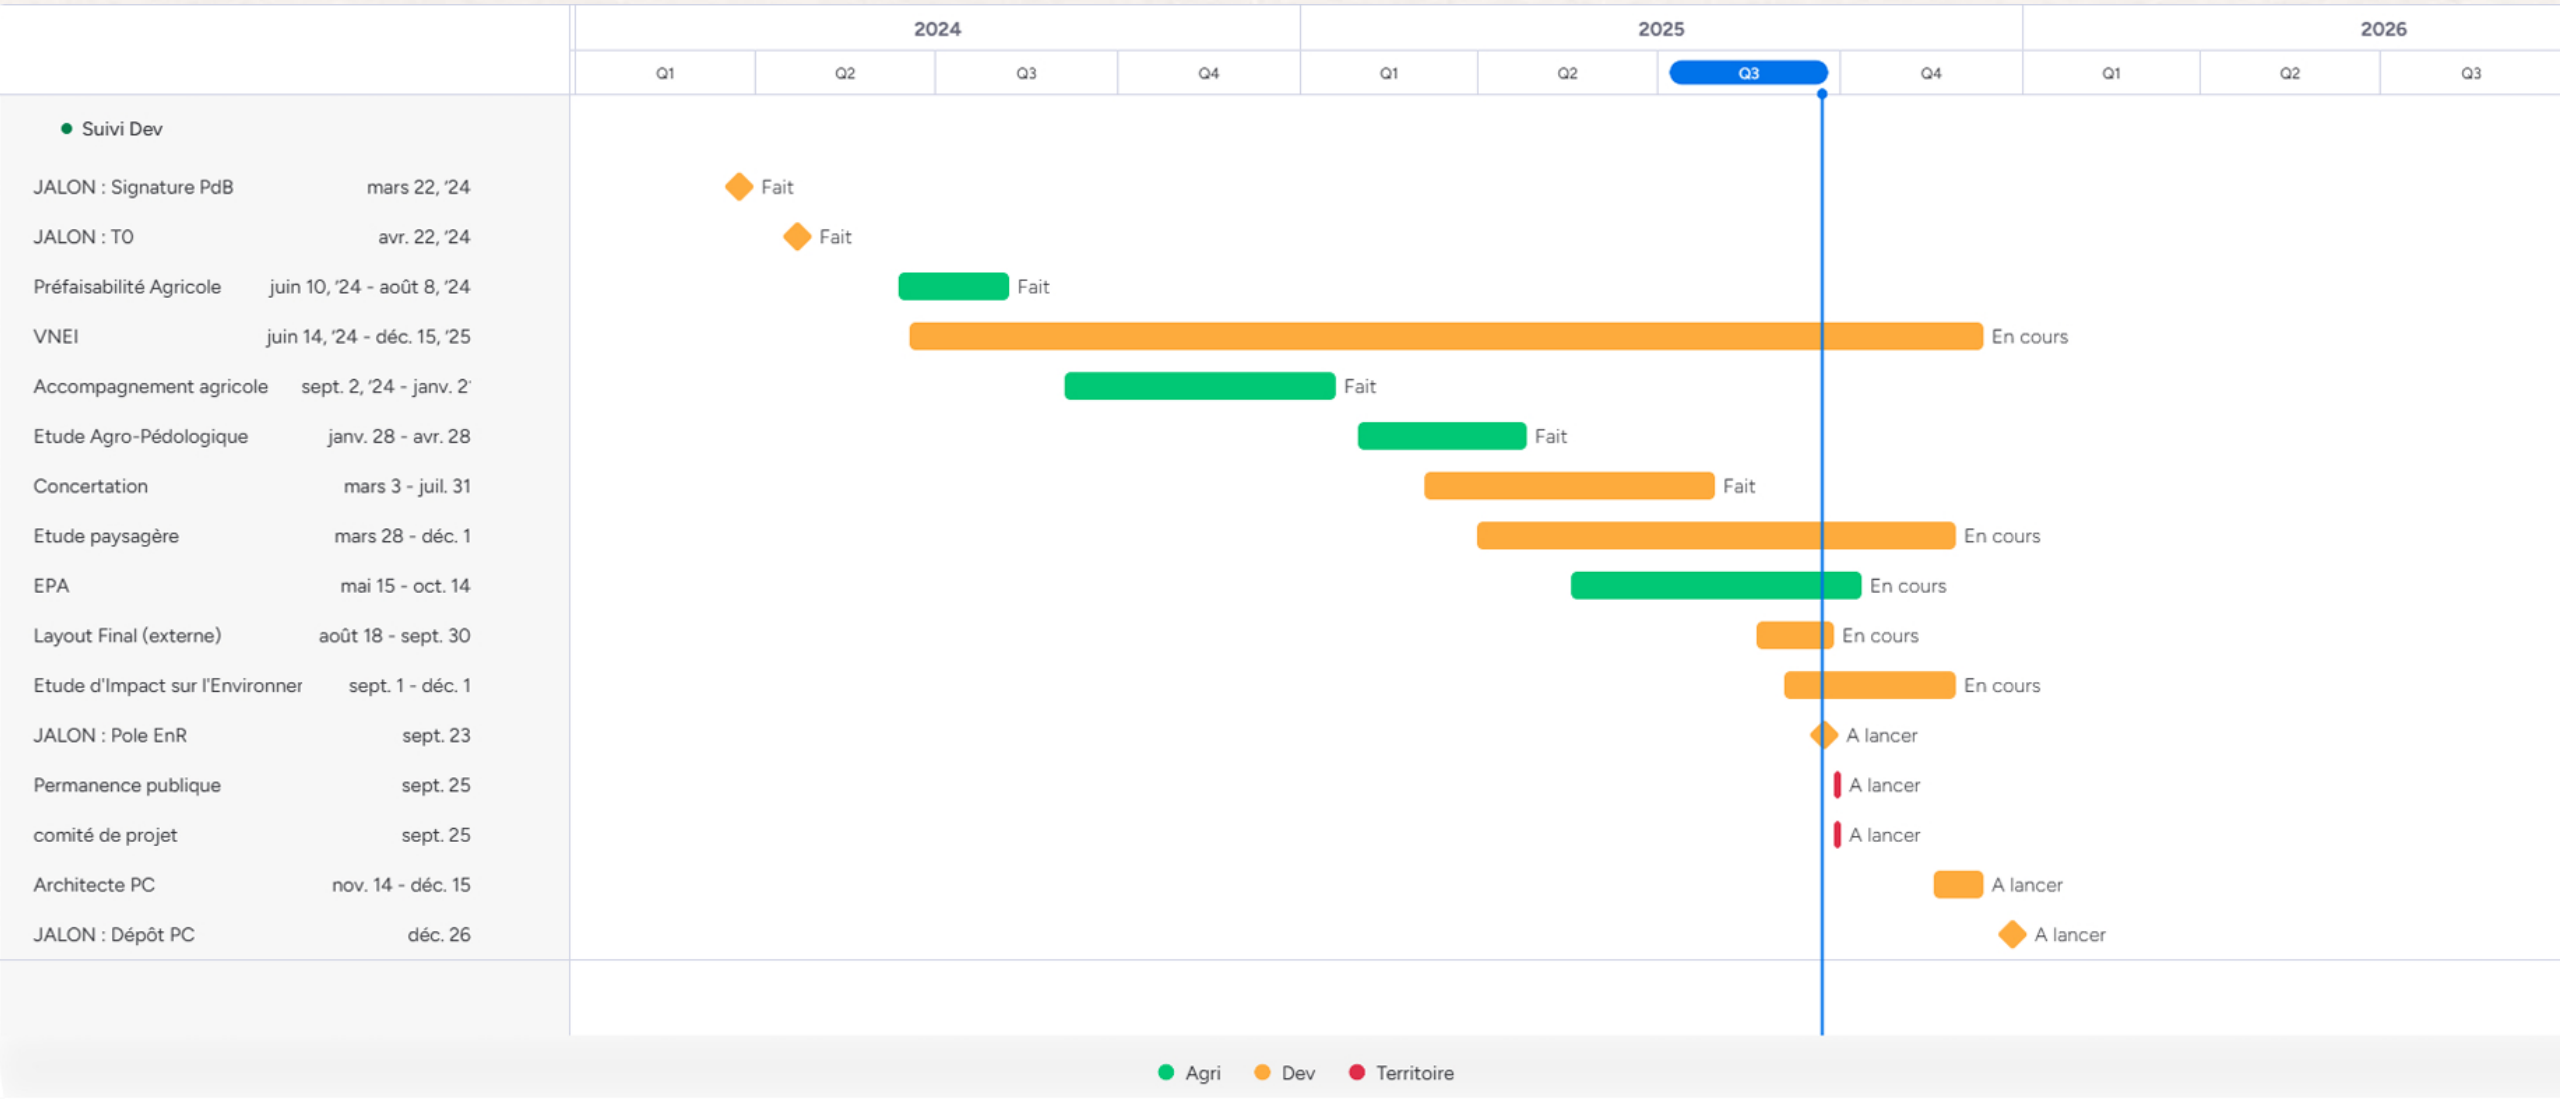 2024 2025 2026
Q1 Q2 Q3 Q4 Q1 Q2 Q3 Q4 Q1 Q2 Q3
Suivi Dev
JALON : Signature PdB mars 22, '24 Fait
JALON : T0 avr. 22, '24 Fait
Préfaisabilité Agricole juin 10, '24 - août 8, '24 Fait
VNEI juin 14, '24 - déc. 15, '25 En cours
Accompagnement agricole sept. 2, '24 - janv. 2 Fait
Etude Agro-Pédologique janv. 28 - avr. 28 Fait
Concertation mars 3 - juil. 31 Fait
Etude paysagère mars 28 - déc. 1 En cours
EPA mai 15 - oct. 14 En cours
Layout Final (externe) août 18 - sept. 30 En cours
Etude d'Impact sur l'Environner sept. 1 - déc. 1 En cours
JALON : Pole EnR sept. 23 A lancer
Permanence publique sept. 25 A lancer
comité de projet sept. 25 A lancer
Architecte PC nov. 14 - déc. 15 A lancer
JALON : Dépôt PC déc. 26 A lancer
Agri Dev Territoire